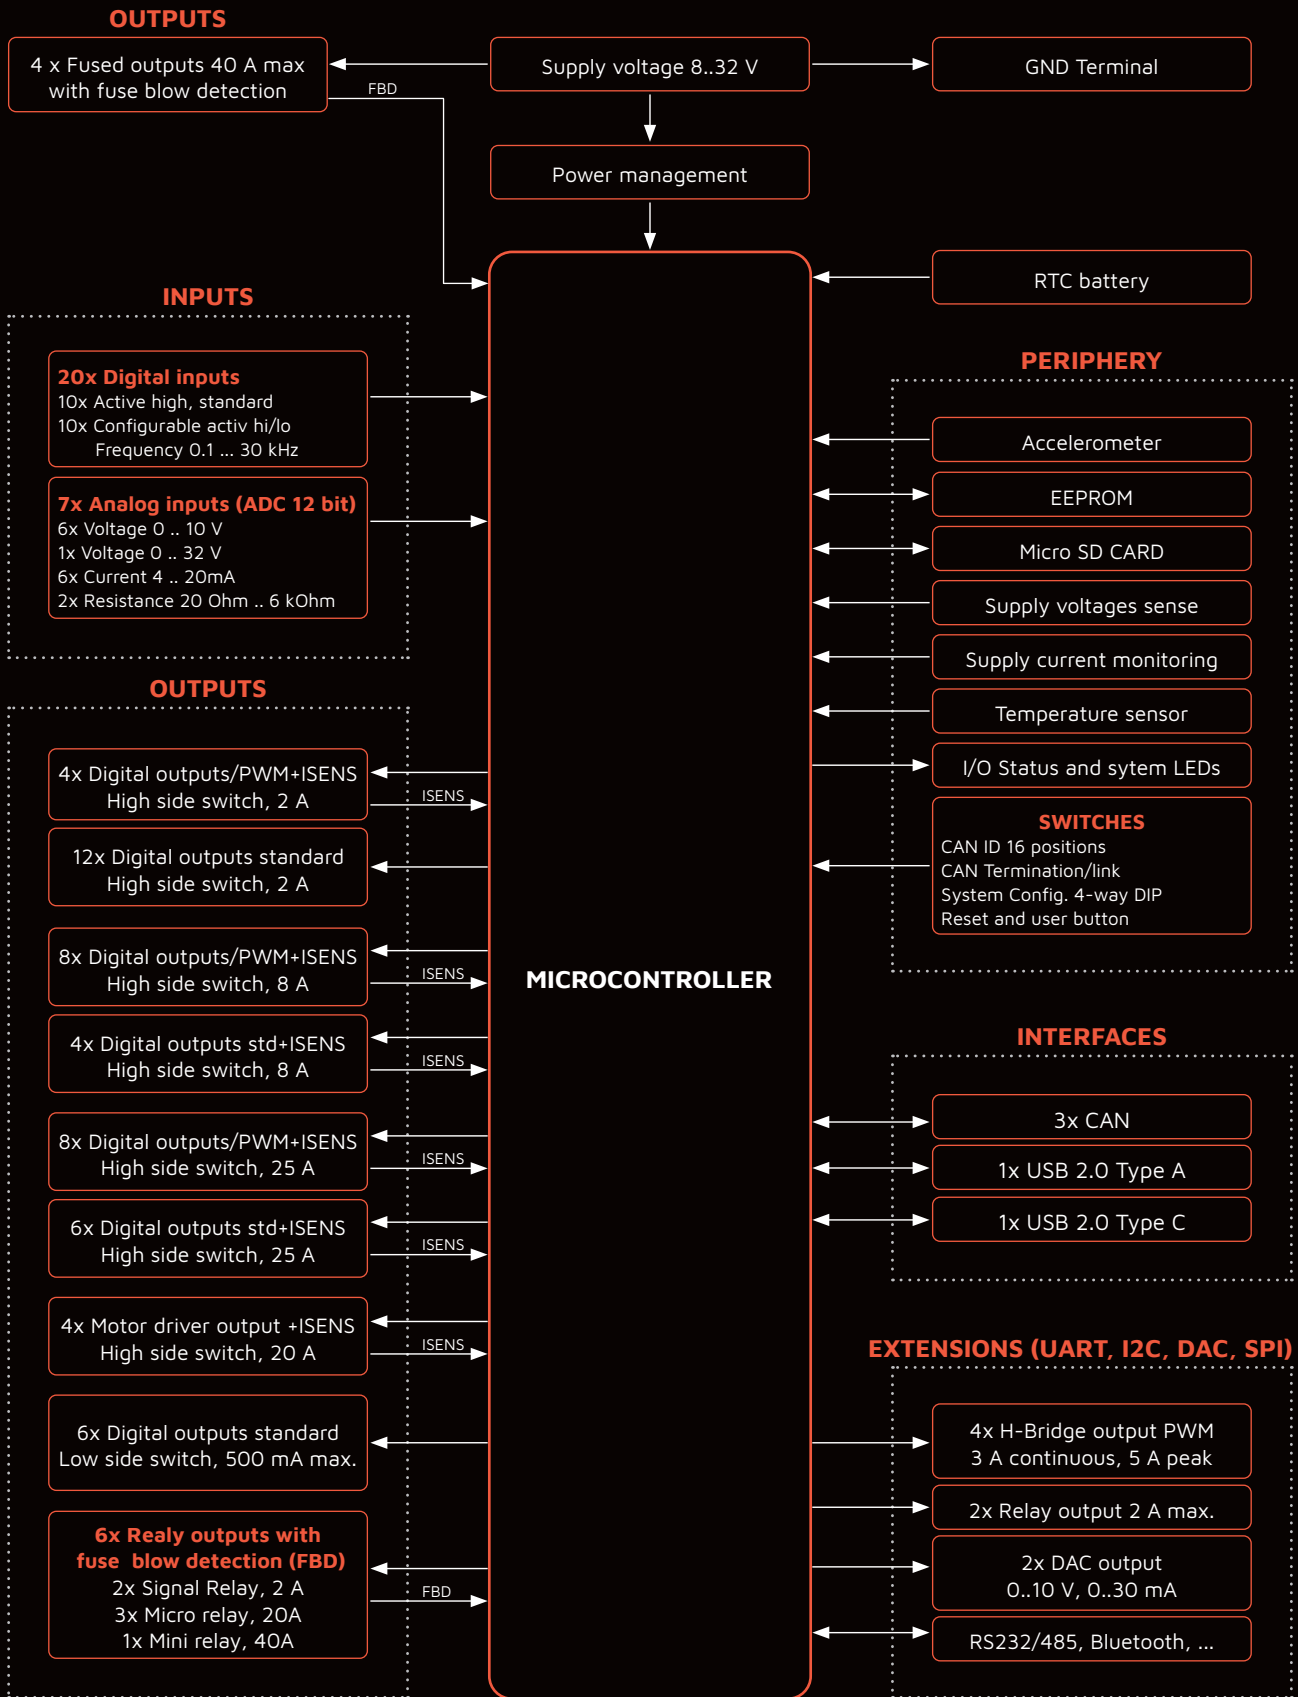 OUTPUTS
4 x Fused outputs 40 A max
with fuse blow detection
FBD
Supply voltage 8..32 V
GND Terminal
Power management
RTC battery
INPUTS
20x Digital inputs
10x Active high, standard
10x Configurable activ hi/lo
Frequency 0.1 ... 30 kHz
7x Analog inputs (ADC 12 bit)
6x Voltage 0 .. 10 V
1x Voltage 0 .. 32 V
6x Current 4 .. 20mA
2x Resistance 20 Ohm .. 6 kOhm
OUTPUTS
4x Digital outputs/PWM+ISENS
High side switch, 2 A
ISENS
12x Digital outputs standard
High side switch, 2 A
8x Digital outputs/PWM+ISENS
High side switch, 8 A
ISENS
4x Digital outputs std+ISENS
High side switch, 8 A
ISENS
8x Digital outputs/PWM+ISENS
High side switch, 25 A
ISENS
6x Digital outputs std+ISENS
High side switch, 25 A
ISENS
4x Motor driver output +ISENS
High side switch, 20 A
ISENS
6x Digital outputs standard
Low side switch, 500 mA max.
6x Realy outputs with
fuse  blow detection (FBD)
2x Signal Relay, 2 A
3x Micro relay, 20A
1x Mini relay, 40A
FBD
MICROCONTROLLER
PERIPHERY
Accelerometer
EEPROM
Micro SD CARD
Supply voltages sense
Supply current monitoring
Temperature sensor
I/O Status and sytem LEDs
SWITCHES
CAN ID 16 positions
CAN Termination/link
System Config. 4-way DIP
Reset and user button
INTERFACES
3x CAN
1x USB 2.0 Type A
1x USB 2.0 Type C
EXTENSIONS (UART, I2C, DAC, SPI)
4x H-Bridge output PWM
3 A continuous, 5 A peak
2x Relay output 2 A max.
2x DAC output
0..10 V, 0..30 mA
RS232/485, Bluetooth, ...